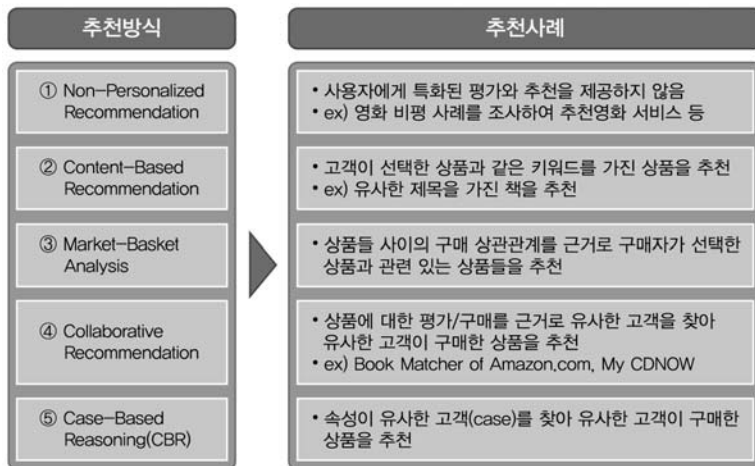 추천방식
추천사례
① Non-Personalized
Recommendation
• 사용자에게 특화된 평가와 추천을 제공하지 않음
• ex) 영화 비평 사례를 조사하여 추천영화 서비스 등
② Content-Based
Recommendation
• 고객이 선택한 상품과 같은 키워드를 가진 상품을 추천
• ex) 유사한 제목을 가진 책을 추천
③ Market-Basket
Analysis
• 상품들 사이의 구매 상관관계를 근거로 구매자가 선택한
상품과 관련 있는 상품들을 추천
④ Collaborative
Recommendation
• 상품에 대한 평가/구매를 근거로 유사한 고객을 찾아
유사한 고객이 구매한 상품을 추천
• ex) Book Matcher of Amazon.com, My CDNOW
⑤ Case-Based
Reasoning(CBR)
• 속성이 유사한 고객(case)를 찾아 유사한 고객이 구매한
상품을 추천